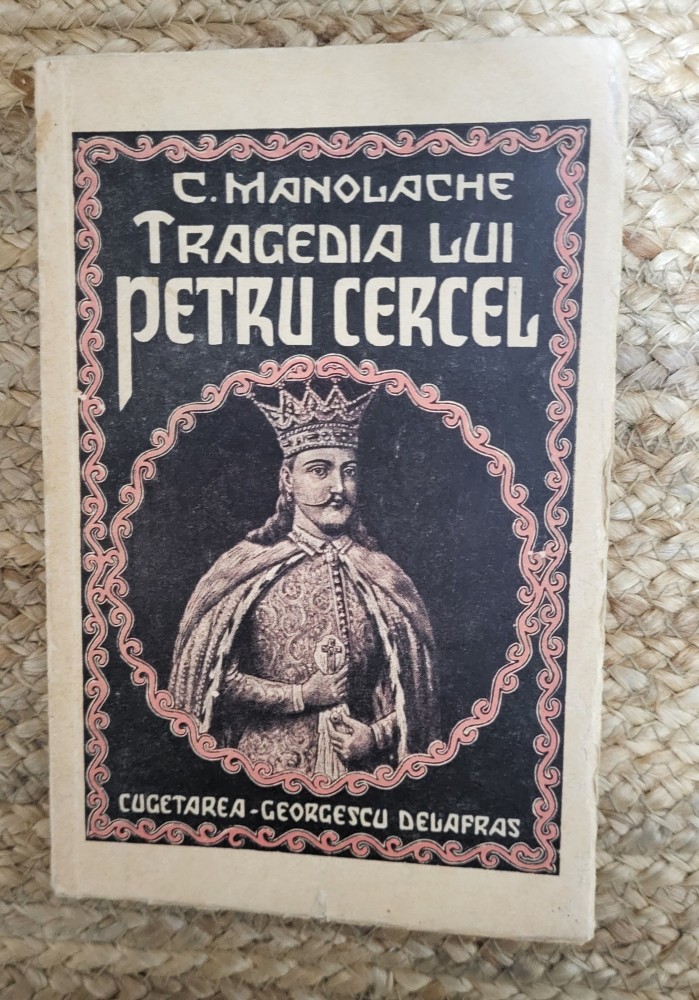 C. MANOLACHE
TRAGEDIA LUI
PETRU CERCEL
CUGETAREA - GEORGESCU DELAFRAS